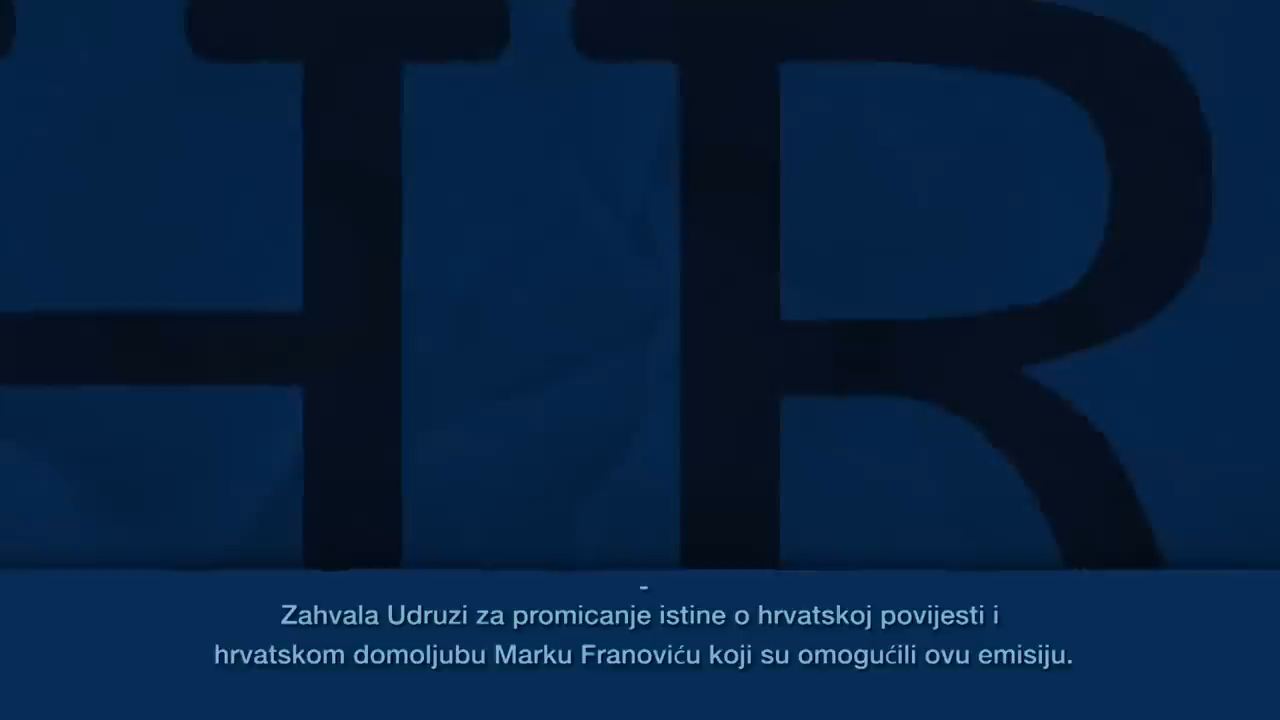 HR
-
Zahvala Udruzi za promicanje istine o hrvatskoj povijesti i
hrvatskom domoljubu Marku Franoviću koji su omogućili ovu emisiju.